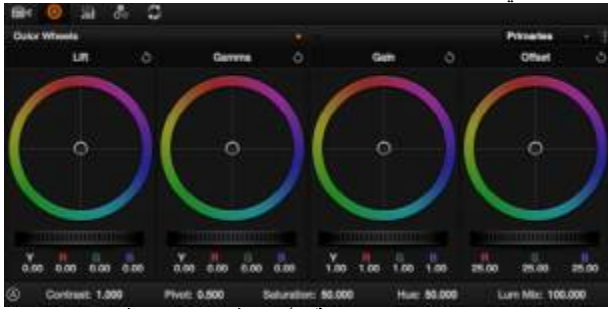 Color Wheels Primaries
Lift Gamma Gain Offset
Y R G B Y R G B Y R G B R G B
0.00 0.00 0.00 0.00 0.00 0.00 0.00 0.00 1.00 1.00 1.00 1.00 25.00 25.00 25.00
A Contrast: 1.000 Pivot: 0.500 Saturation: 50.000 Hue: 50.000 Lum Mix: 100.000